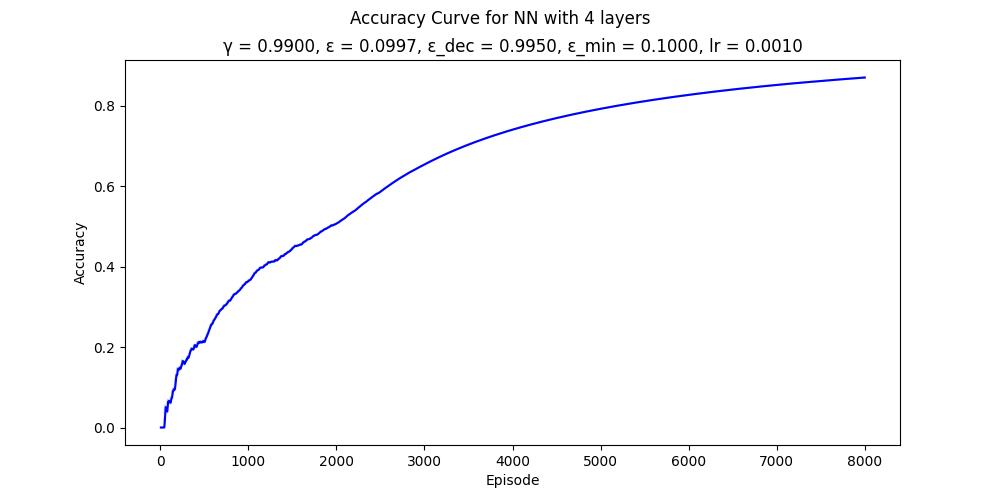 Accuracy Curve for NN with 4 layers
γ = 0.9900, ε = 0.0997, ε_dec = 0.9950, ε_min = 0.1000, lr = 0.0010
0.8
0.6
0.4
0.2
0.0
Accuracy
0 1000 2000 3000 4000 5000 6000 7000 8000
Episode